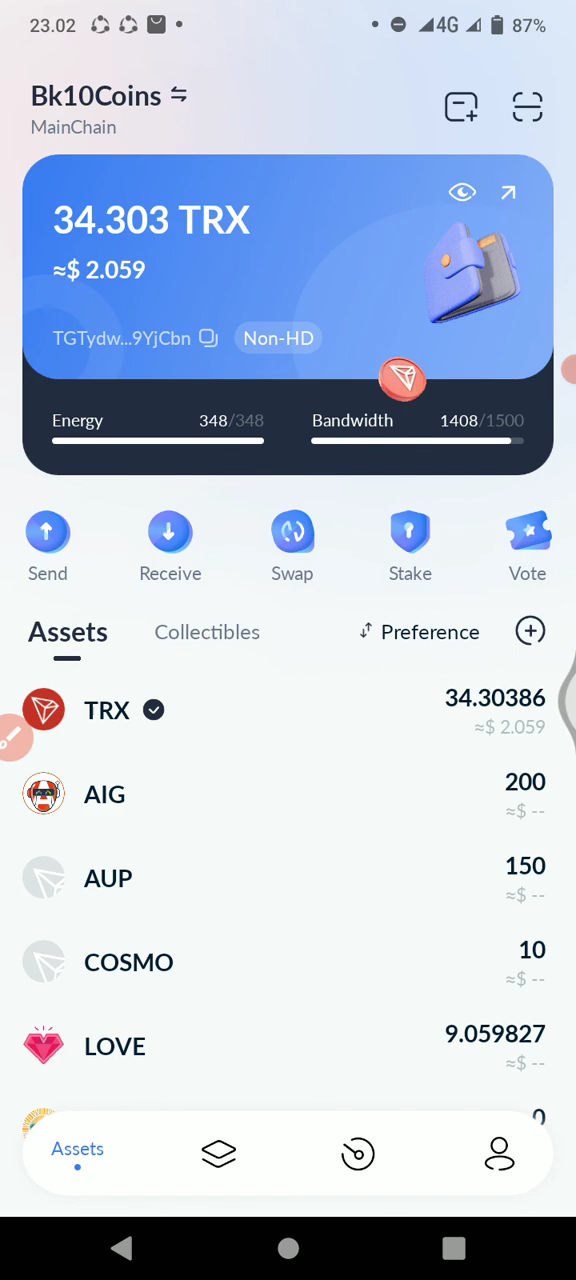 23.02 4G 87%
Bk10Coins
MainChain
34.303 TRX
≈$ 2.059
TGTydw...9YjCbn Non-HD
Energy 348/348 Bandwidth 1408/1500
Send Receive Swap Stake Vote
Assets Collectibles Preference
TRX 34.30386
≈$ 2.059
AIG 200
≈$ --
AUP 150
≈$ --
COSMO 10
≈$ --
LOVE 9.059827
≈$ --
0
Assets